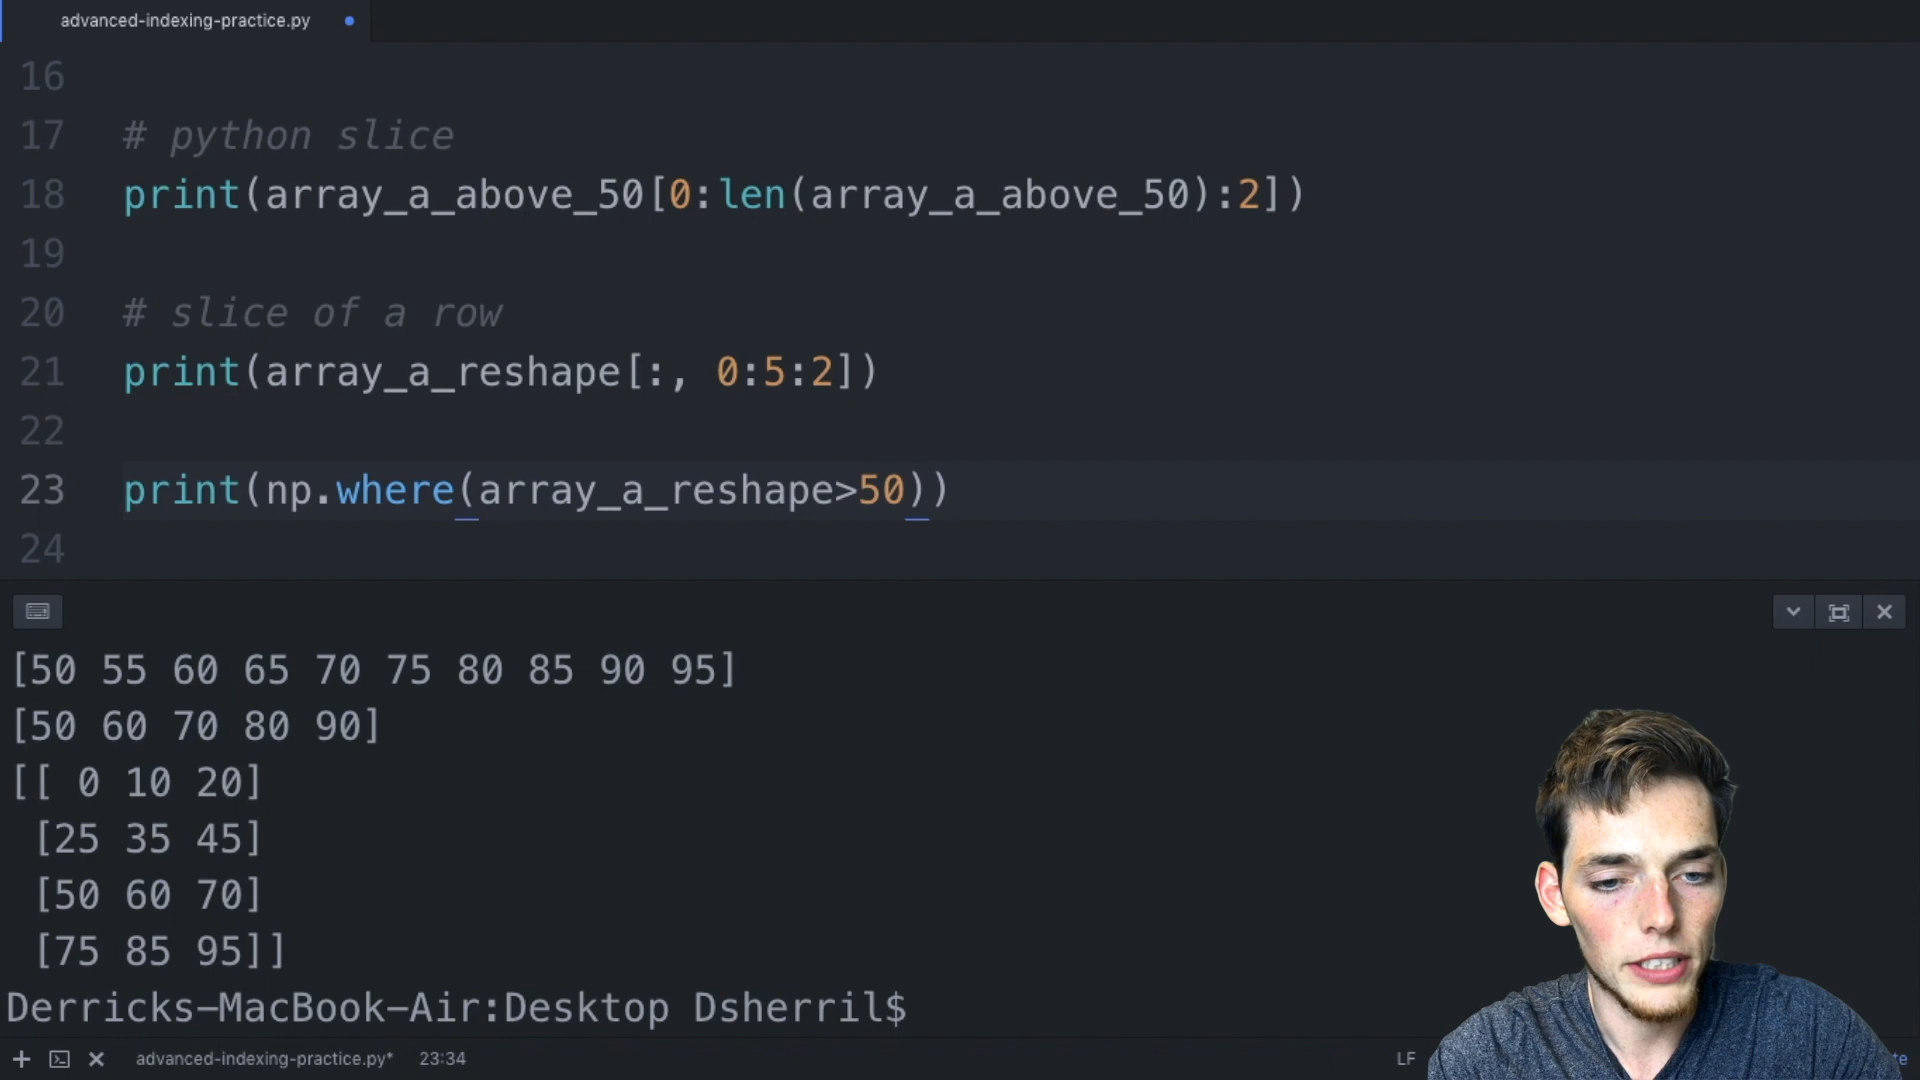 advanced-indexing-practice.py
16
17 # python slice
18 print(array_a_above_50[0:len(array_a_above_50):2])
19
20 # slice of a row
21 print(array_a_reshape[:, 0:5:2])
22
23 print(np.where(array_a_reshape>50))
24
[50 55 60 65 70 75 80 85 90 95]
[50 60 70 80 90]
[[ 0 10 20]
[25 35 45]
[50 60 70]
[75 85 95]]
Derricks-MacBook-Air:Desktop Dsherril$
advanced-indexing-practice.py* 23:34 LF